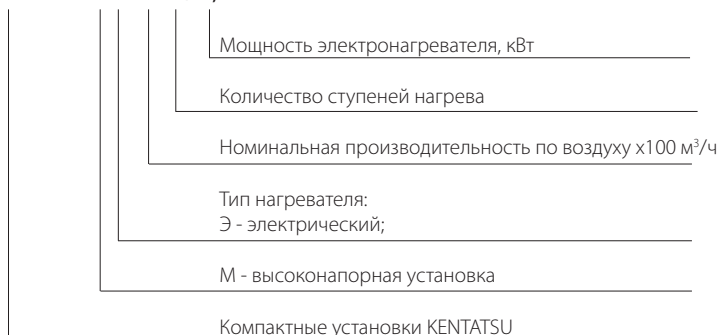 Мощность электронагревателя, кВт
Количество ступеней нагрева
Номинальная производительность по воздуху х100 м³/ч
Тип нагревателя:
Э - электрический;
М - высоконапорная установка
Компактные установки KENTATSU